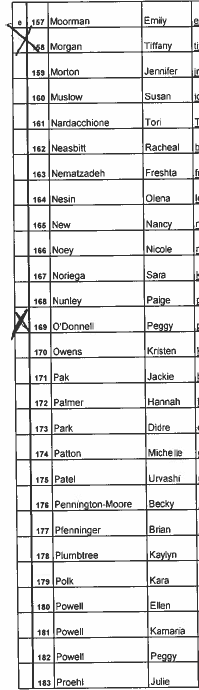 e 157 Moorman Emily e
X 158 Morgan Tiffany ti
159 Morton Jennifer
160 Muslow Susan
161 Nardacchione Tori T
162 Neasbitt Racheal
163 Nematzadeh Freshta
164 Nesin Olena
165 New Nancy
166 Noey Nicole
167 Noriega Sara
168 Nunley Paige
X 169 O'Donnell Peggy
170 Owens Kristen
171 Pak Jackie
172 Palmer Hannah
173 Park Didre
174 Patton Michelle
175 Patel Urvashi
176 Pennington-Moore Becky
177 Pfenninger Brian
178 Plumbtree Kaylyn
179 Polk Kara
180 Powell Ellen
181 Powell Kamaria
182 Powell Peggy
183 Proehl Julie